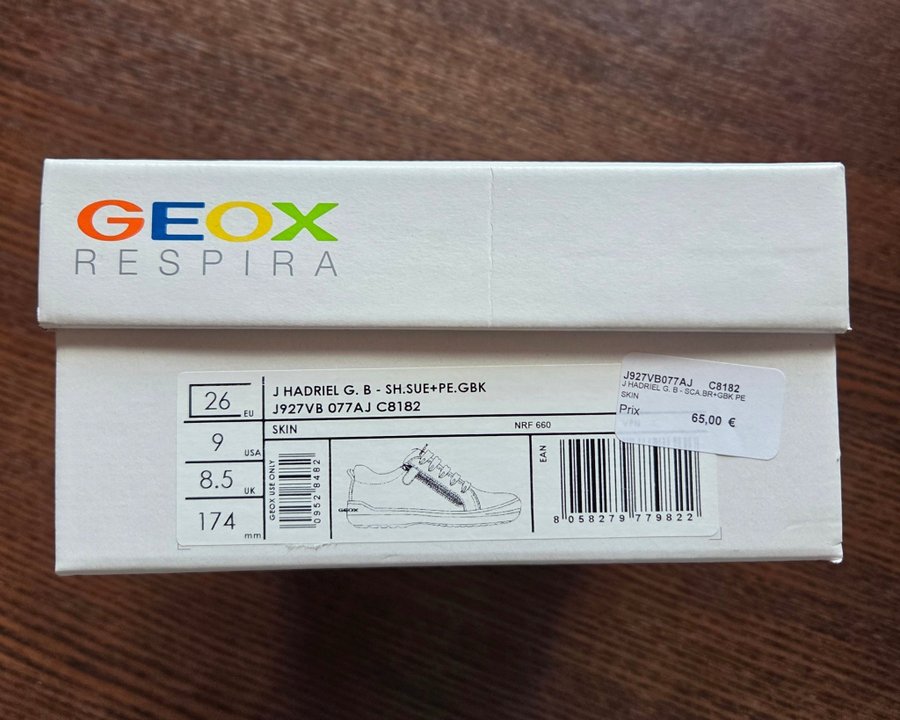 GEOX
RESPIRA
26 EU
9 USA
8.5 UK
174 mm
J HADRIEL G. B - SH.SUE+PE.GBK
J927VB 077AJ C8182
SKIN NRF 660
GEOX USE ONLY
0952 8482
GEOX
EAN
8 058279 779822
J927VB077AJ C8182
J HADRIEL G. B - SCA.BR+GBK PE
SKIN
Prix 65,00 €